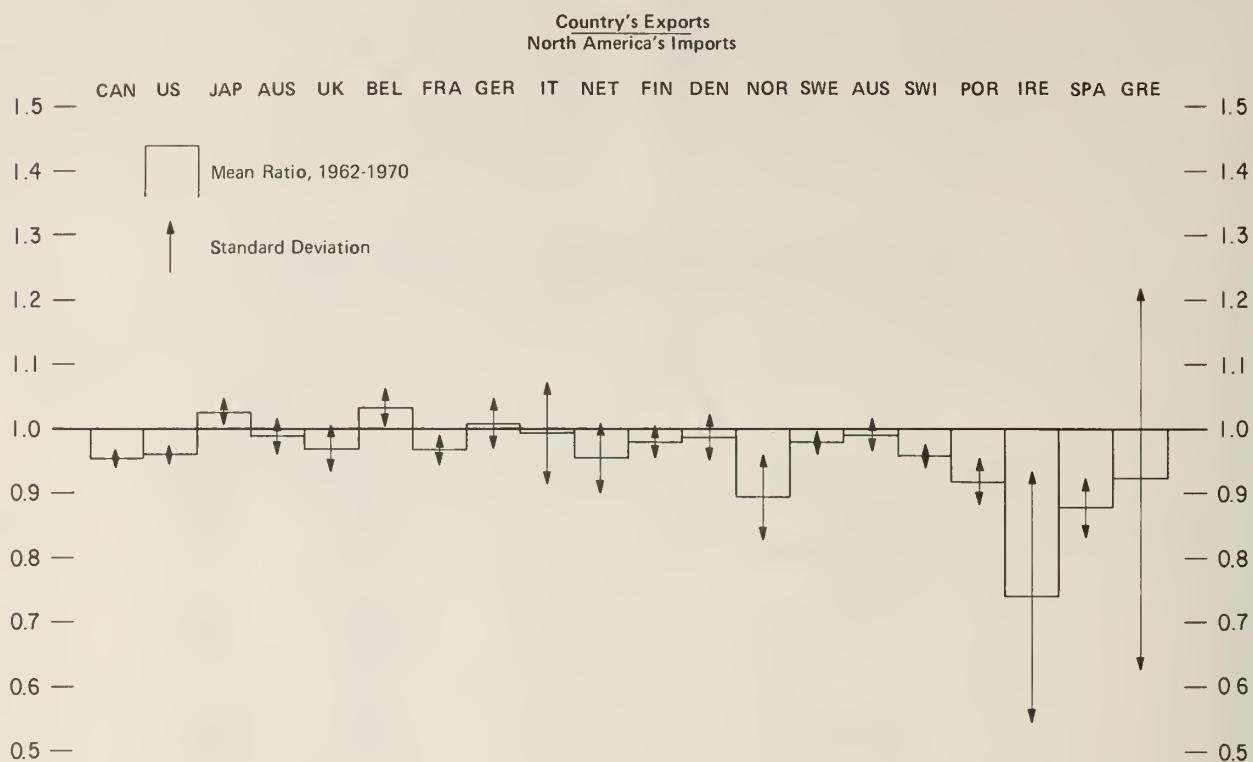 Country's Exports
North America's Imports
CAN US JAP AUS UK BEL FRA GER IT NET FIN DEN NOR SWE AUS SWI POR IRE SPA GRE
1.5 1.5
Mean Ratio, 1962-1970
1.4 1.4
1.3 1.3
Standard Deviation
1.2 1.2
1.1 1.1
1.0 1.0
0.9 0.9
0.8 0.8
0.7 0.7
0.6 0.6
0.5 0.5